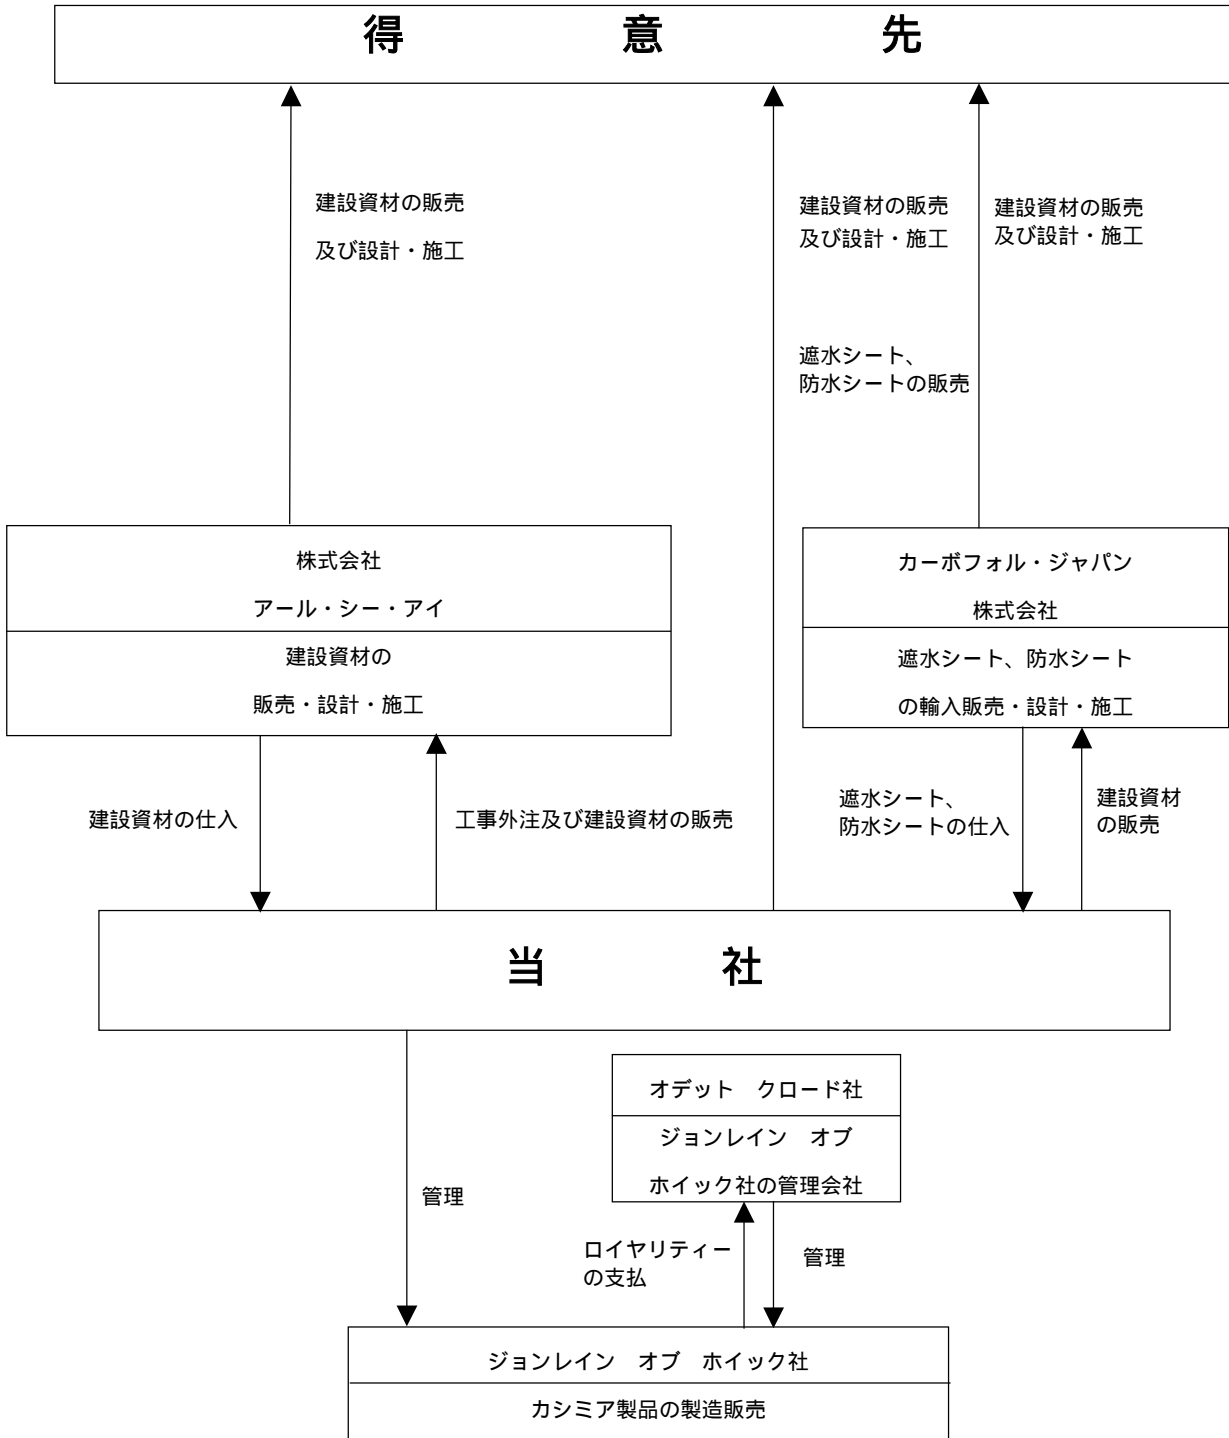 得 意 先
建設資材の販売
及び設計・施工
建設資材の販売
及び設計・施工
遮水シート、
防水シートの販売
建設資材の販売
及び設計・施工
株式会社
アール・シー・アイ
建設資材の
販売・設計・施工
カーボフォル・ジャパン
株式会社
遮水シート、防水シート
の輸入販売・設計・施工
建設資材の仕入
工事外注及び建設資材の販売
遮水シート、
防水シートの仕入
建設資材
の販売
当 社
オデット クロード社
ジョンレイン オブ
ホイック社の管理会社
管理
ロイヤリティー
の支払
管理
ジョンレイン オブ ホイック社
カシミア製品の製造販売